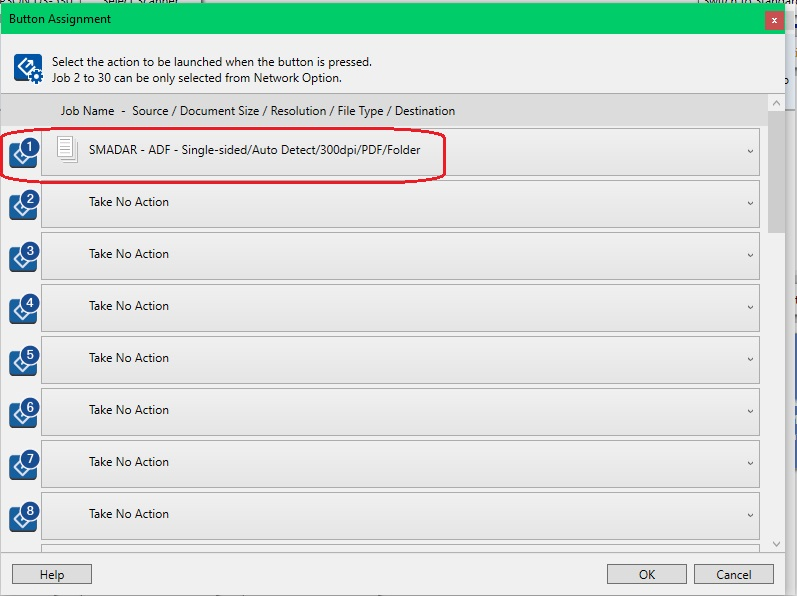 Select Scanner
Button Assignment
x
Select the action to be launched when the button is pressed.
Job 2 to 30 can be only selected from Network Option.
Job Name - Source / Document Size / Resolution / File Type / Destination
1 SMADAR - ADF - Single-sided/Auto Detect/300dpi/PDF/Folder
2 Take No Action
3 Take No Action
4 Take No Action
5 Take No Action
6 Take No Action
7 Take No Action
8 Take No Action
Help OK Cancel